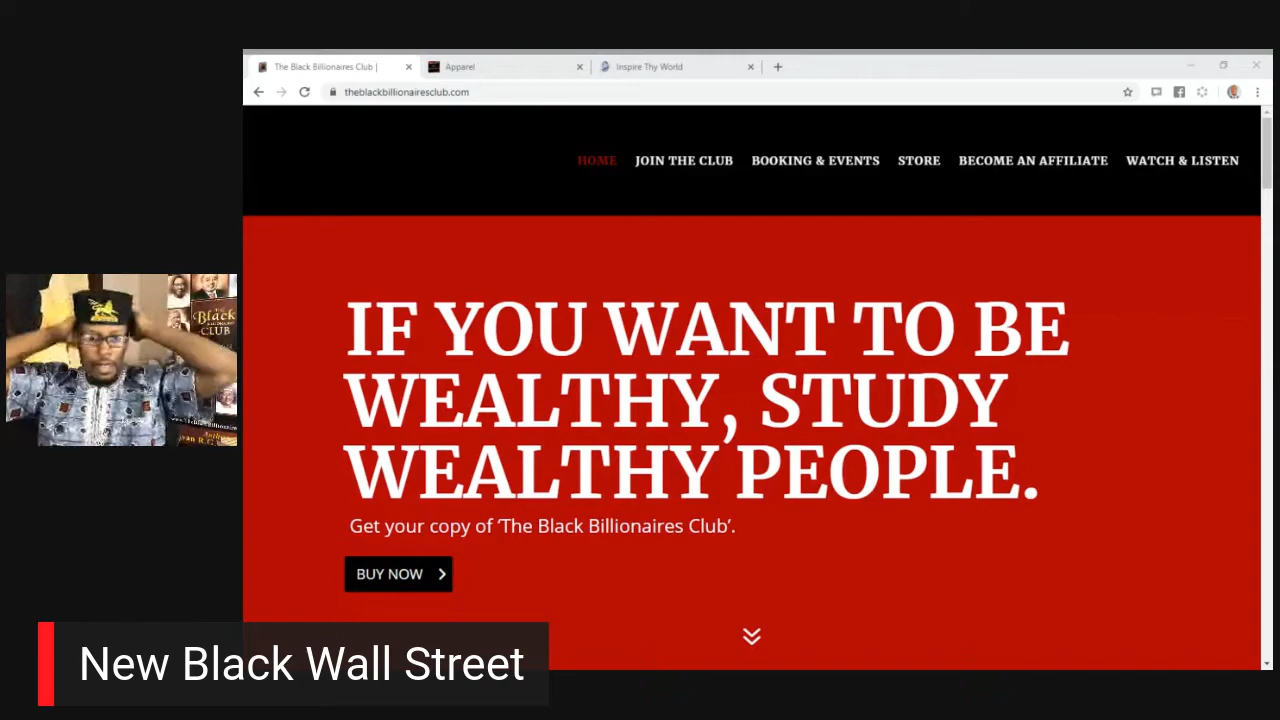 The Black Billionaires Club |
Apparel
Inspire Thy World
theblackbillionairesclub.com
HOME JOIN THE CLUB BOOKING & EVENTS STORE BECOME AN AFFILIATE WATCH & LISTEN
IF YOU WANT TO BE
WEALTHY, STUDY
WEALTHY PEOPLE.
Get your copy of ‘The Black Billionaires Club’.
BUY NOW
Black
CLUB
New Black Wall Street